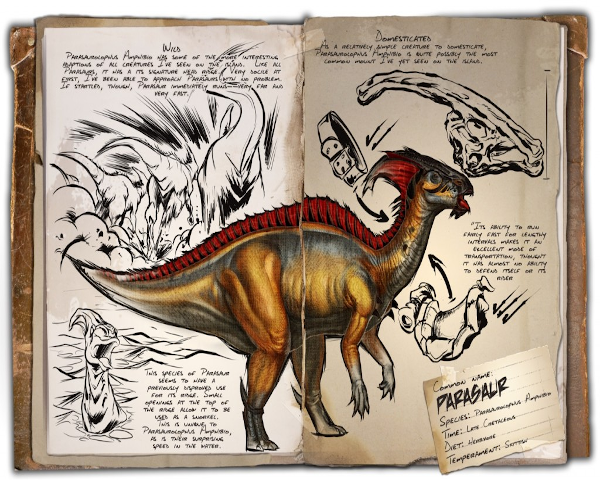 Wild
Parasaurolophus Amphibio has some of the more interesting
adaptions of all creatures I've seen on the island. Like all
Parasaurs, it has a its signature head ridge. Very docile at
first, I've been able to approach Parasaurs with no problem.
If startled, though, Parasaur immediately runs—very far and
very fast.
This species of Parasaur
seems to have a
previously disproved use
for its ridge. Small
openings at the top of
the ridge allow it to be
used as a snorkel.
This is unique to
Parasaurolophus Amphibio,
as is their surprising
speed in the water.
Domesticated
As a relatively simple creature to domesticate,
Parasaurolophus Amphibio is quite possibly the most
common mount I've yet seen on the island.
"Its ability to run
fairly fast for lengthy
intervals makes it an
excellent mode of
transportation, though
it has almost no ability
to defend itself or its
rider
Common name:
Parasaur
Species: Parasaurolophus Amphibio
Time: Late Cretaceous
Diet: Herbivore
Temperament: Skittish